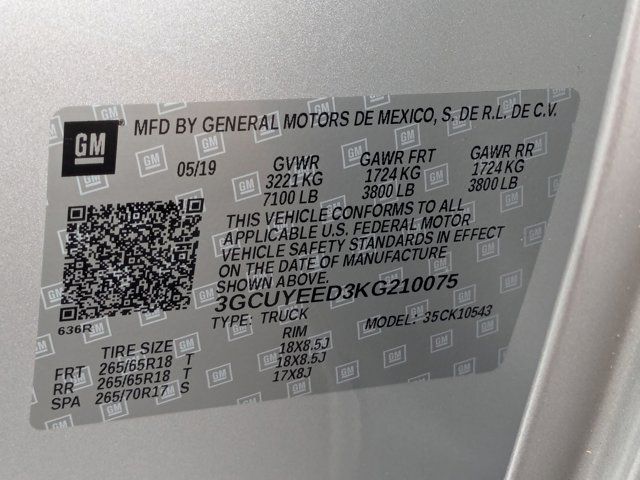 MFD BY GENERAL MOTORS DE MEXICO, S. DE R.L. DE C.V.
GM
05/19 GVWR GAWR FRT GAWR RR
3221 KG 1724 KG 1724 KG
7100 LB 3800 LB 3800 LB
THIS VEHICLE CONFORMS TO ALL
APPLICABLE U.S. FEDERAL MOTOR
VEHICLE SAFETY STANDARDS IN EFFECT
ON THE DATE OF MANUFACTURE
SHOWN ABOVE.
3GCUYEED3KG210075
636R
TYPE: TRUCK MODEL: 35CK10543
TIRE SIZE RIM
FRT 265/65R18 T 18X8.5J
RR 265/65R18 T 18X8.5J
SPA 265/70R17 S 17X8J